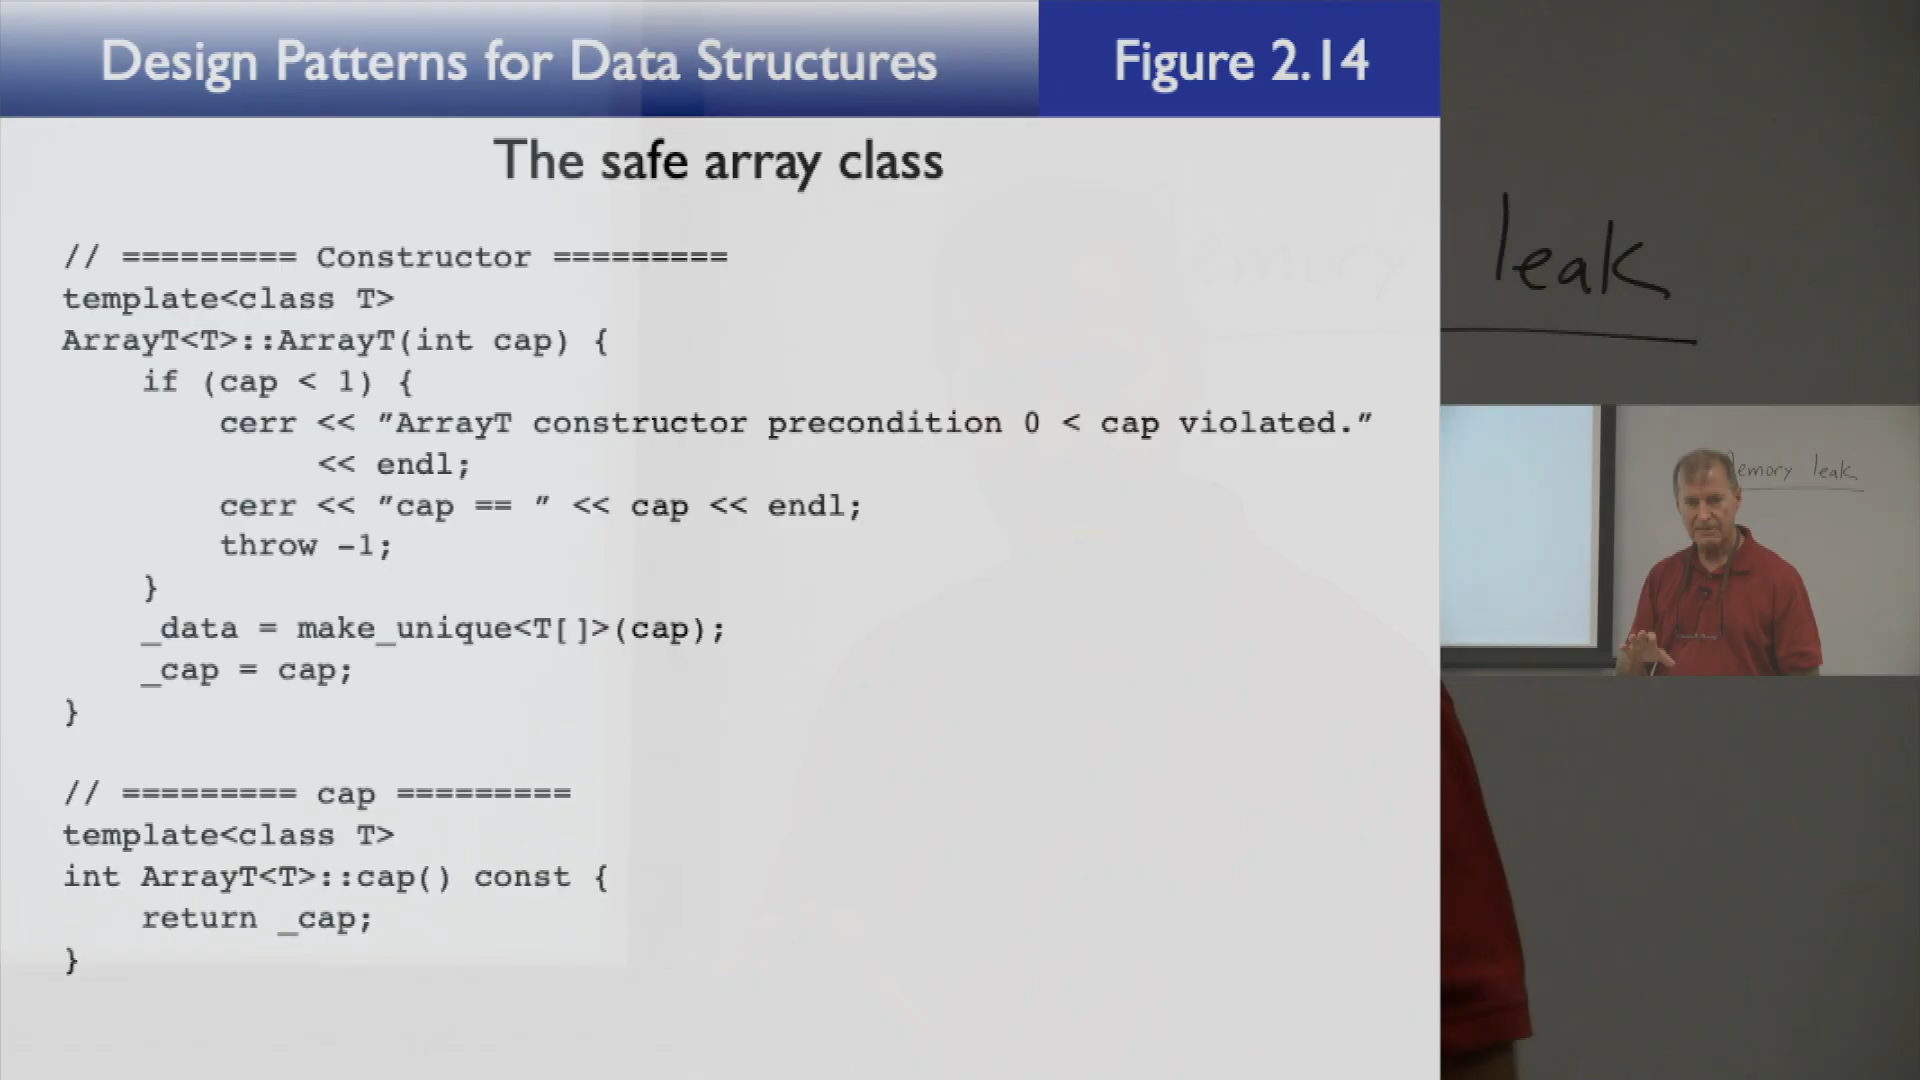 Design Patterns for Data Structures
Figure 2.14
The safe array class
// ========= Constructor =========
template<class T>
ArrayT<T>::ArrayT(int cap) {
    if (cap < 1) {
        cerr << "ArrayT constructor precondition 0 < cap violated."
             << endl;
        cerr << "cap == " << cap << endl;
        throw -1;
    }
    _data = make_unique<T[]>(cap);
    _cap = cap;
}
// ========= cap =========
template<class T>
int ArrayT<T>::cap() const {
    return _cap;
}
emory leak
emory leak